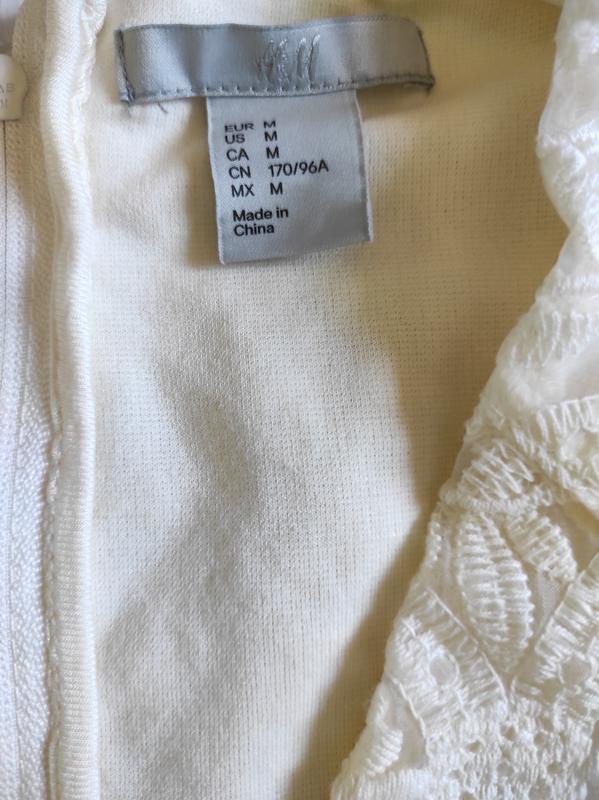 H&M
EUR M
US M
CA M
CN 170/96A
MX M
Made in
China